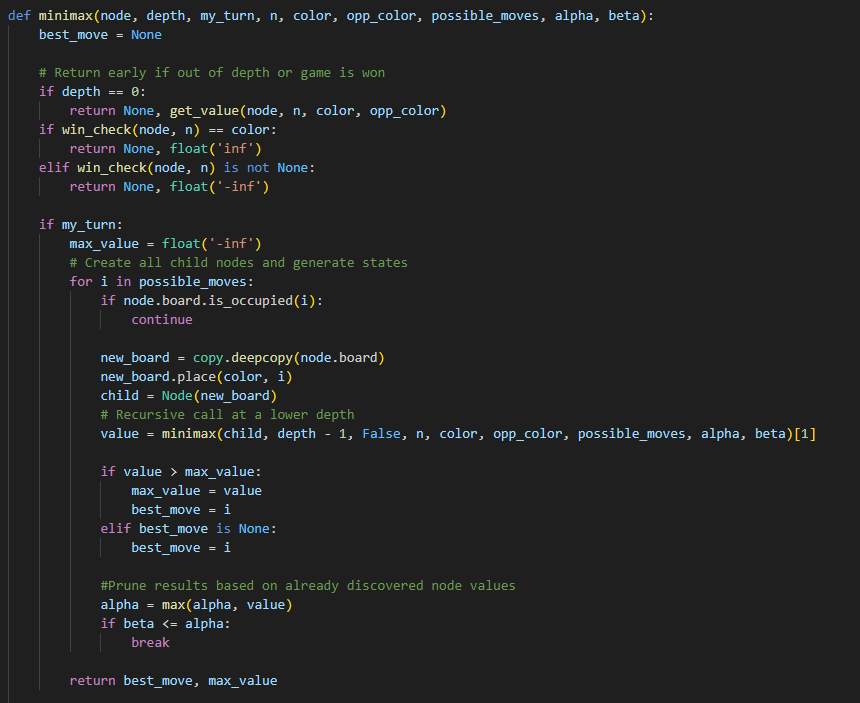 def minimax(node, depth, my_turn, n, color, opp_color, possible_moves, alpha, beta):
    best_move = None

    # Return early if out of depth or game is won
    if depth == 0:
        return None, get_value(node, n, color, opp_color)
    if win_check(node, n) == color:
        return None, float('inf')
    elif win_check(node, n) is not None:
        return None, float('-inf')

    if my_turn:
        max_value = float('-inf')
        # Create all child nodes and generate states
        for i in possible_moves:
            if node.board.is_occupied(i):
                continue

            new_board = copy.deepcopy(node.board)
            new_board.place(color, i)
            child = Node(new_board)
            # Recursive call at a lower depth
            value = minimax(child, depth - 1, False, n, color, opp_color, possible_moves, alpha, beta)[1]

            if value > max_value:
                max_value = value
                best_move = i
            elif best_move is None:
                best_move = i

            #Prune results based on already discovered node values
            alpha = max(alpha, value)
            if beta <= alpha:
                break

        return best_move, max_value